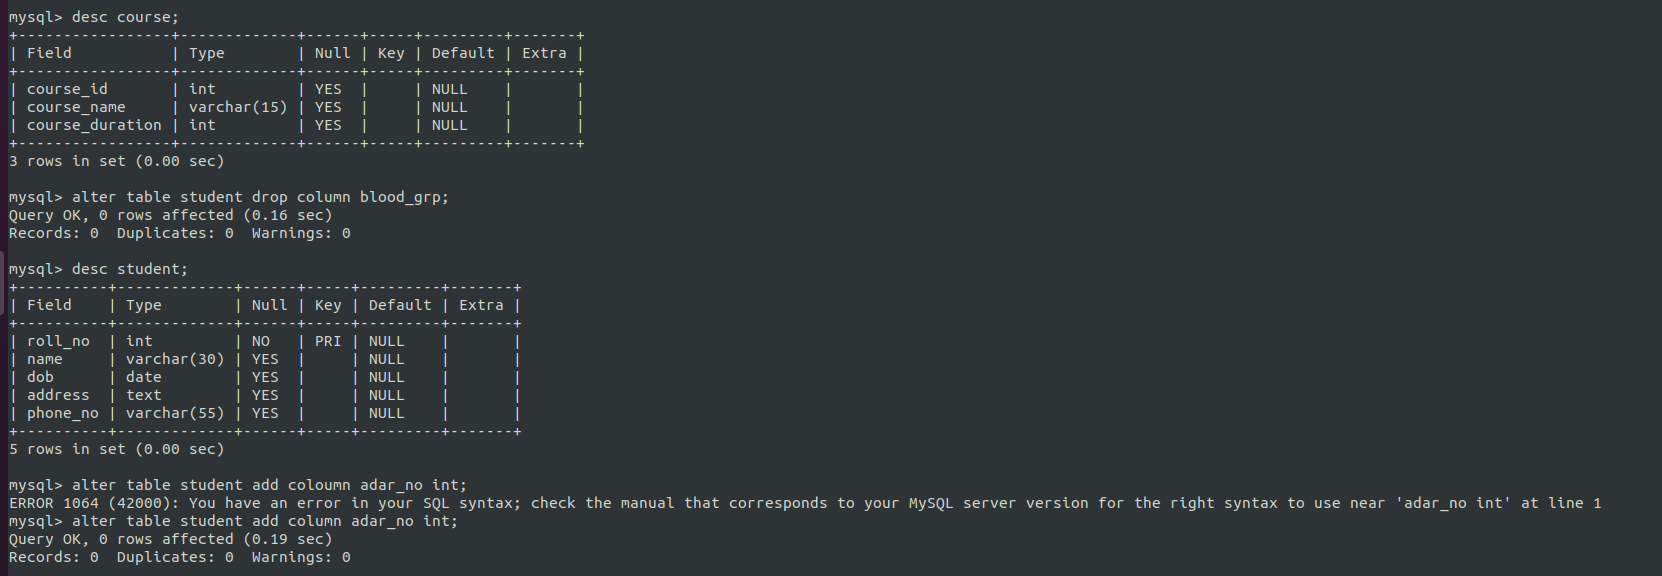 mysql> desc course;
+-----------------+-------------+------+-----+---------+-------+
| Field           | Type        | Null | Key | Default | Extra |
+-----------------+-------------+------+-----+---------+-------+
| course_id       | int         | YES  |     | NULL    |       |
| course_name     | varchar(15) | YES  |     | NULL    |       |
| course_duration | int         | YES  |     | NULL    |       |
+-----------------+-------------+------+-----+---------+-------+
3 rows in set (0.00 sec)

mysql> alter table student drop column blood_grp;
Query OK, 0 rows affected (0.16 sec)
Records: 0  Duplicates: 0  Warnings: 0

mysql> desc student;
+----------+-------------+------+-----+---------+-------+
| Field    | Type        | Null | Key | Default | Extra |
+----------+-------------+------+-----+---------+-------+
| roll_no  | int         | NO   | PRI | NULL    |       |
| name     | varchar(30) | YES  |     | NULL    |       |
| dob      | date        | YES  |     | NULL    |       |
| address  | text        | YES  |     | NULL    |       |
| phone_no | varchar(55) | YES  |     | NULL    |       |
+----------+-------------+------+-----+---------+-------+
5 rows in set (0.00 sec)

mysql> alter table student add coloumn adar_no int;
ERROR 1064 (42000): You have an error in your SQL syntax; check the manual that corresponds to your MySQL server version for the right syntax to use near 'adar_no int' at line 1
mysql> alter table student add column adar_no int;
Query OK, 0 rows affected (0.19 sec)
Records: 0  Duplicates: 0  Warnings: 0